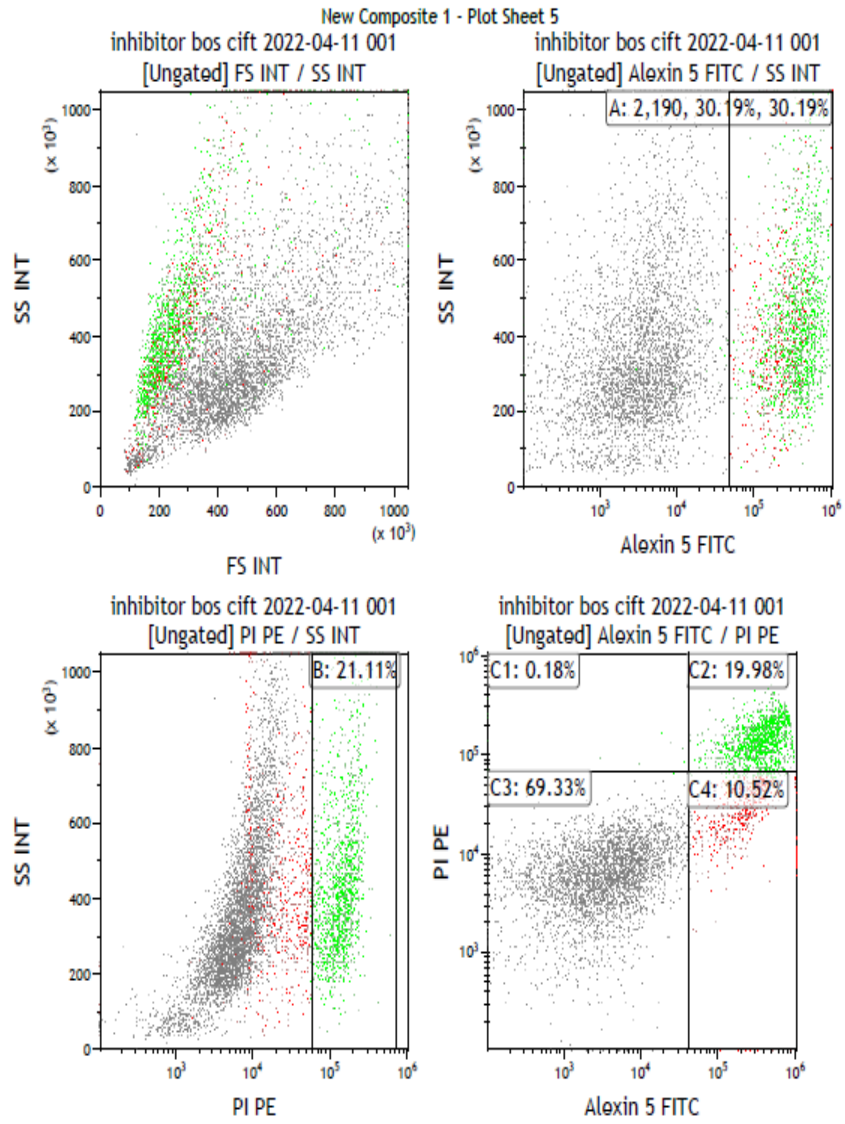 New Composite 1 - Plot Sheet 5
inhibitor bos cift 2022-04-11 001
[Ungated] FS INT / SS INT
1000
800
600
400
200
0
(x 10³)
SS INT
0 200 400 600 800 1000
(x 10³)
FS INT
inhibitor bos cift 2022-04-11 001
[Ungated] Alexin 5 FITC / SS INT
A: 2,190, 30.19%, 30.19%
1000
800
600
400
200
0
(x 10³)
SS INT
10³ 10⁴ 10⁵ 10⁶
Alexin 5 FITC
inhibitor bos cift 2022-04-11 001
[Ungated] PI PE / SS INT
B: 21.11%
1000
800
600
400
200
0
(x 10³)
SS INT
10³ 10⁴ 10⁵ 10⁶
PI PE
inhibitor bos cift 2022-04-11 001
[Ungated] Alexin 5 FITC / PI PE
C1: 0.18% C2: 19.98%
C3: 69.33% C4: 10.52%
10⁶
10⁵
10⁴
10³
PI PE
10³ 10⁴ 10⁵ 10⁶
Alexin 5 FITC